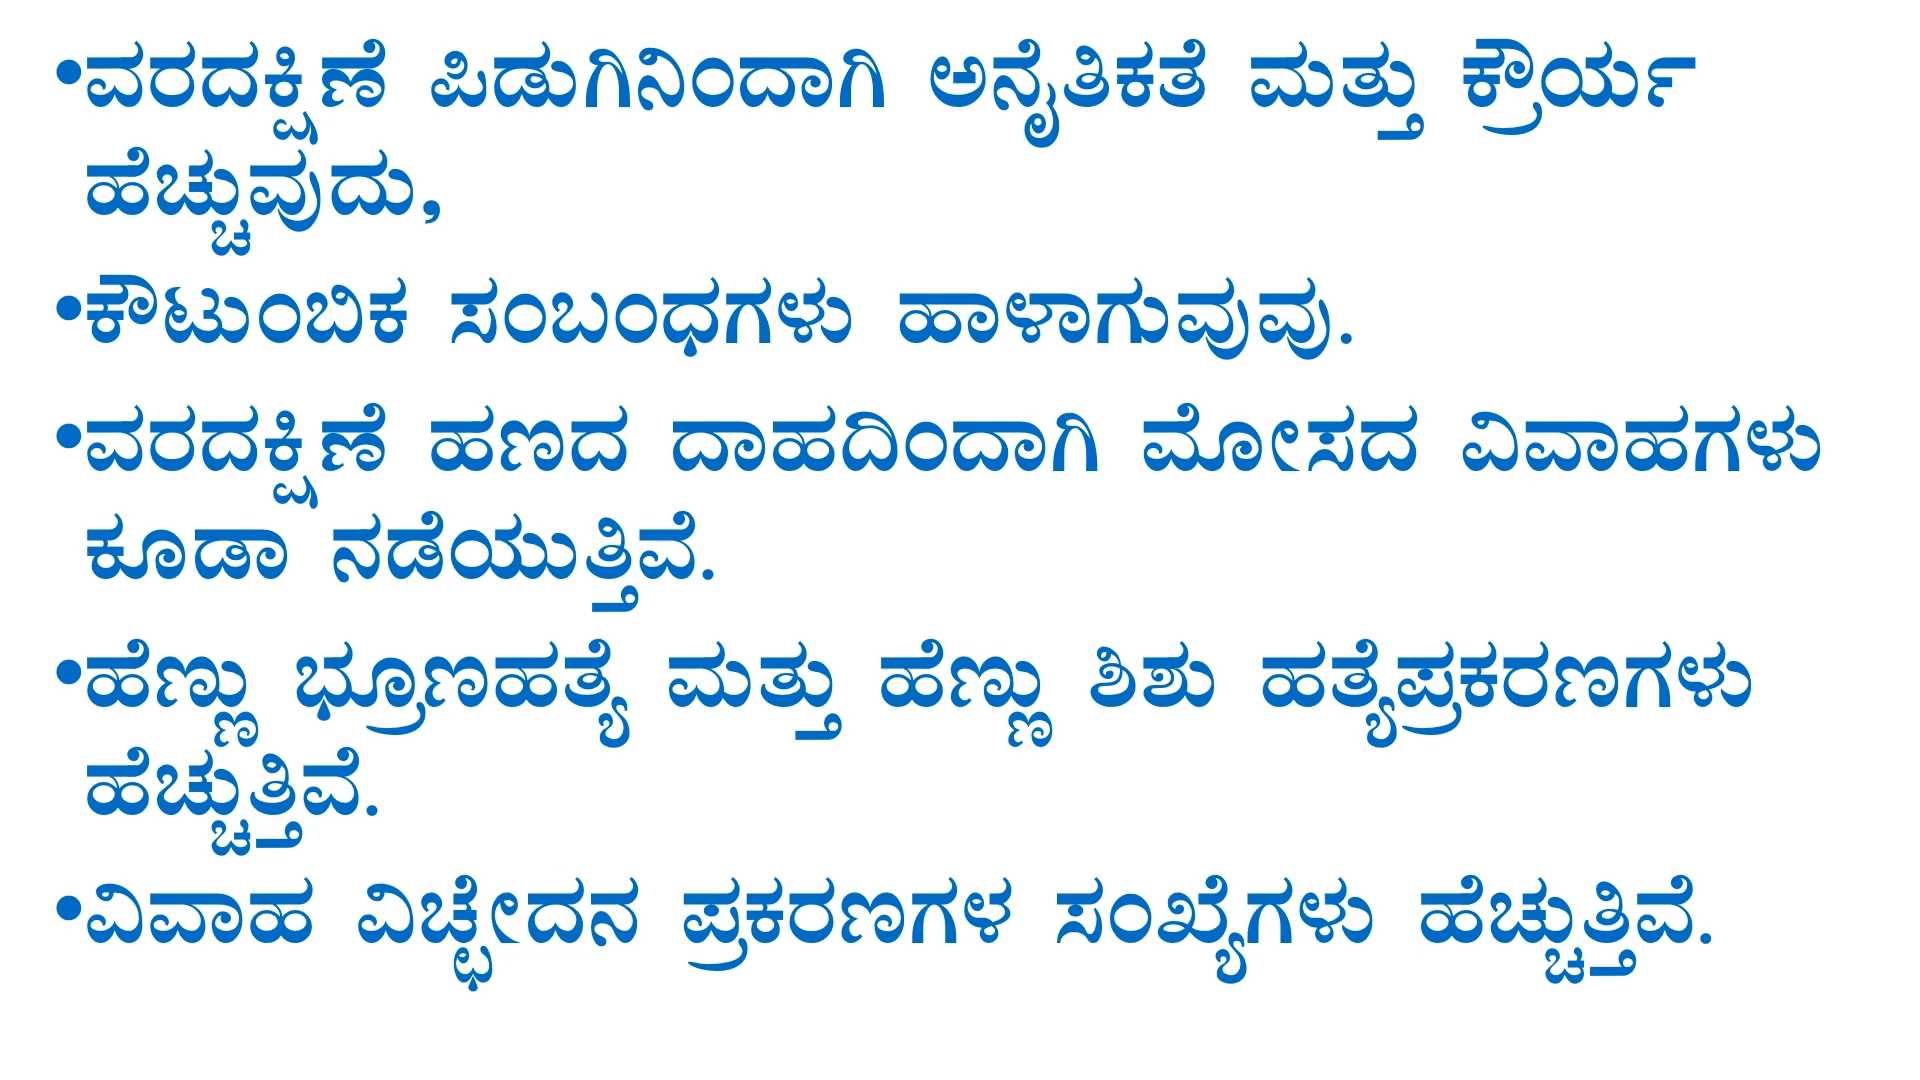 •ವರದಕ್ಷಿಣೆ ಪಿಡುಗಿನಿಂದಾಗಿ ಅನೈತಿಕತೆ ಮತ್ತು ಕ್ರೌರ್ಯ
ಹೆಚ್ಚುವುದು,
•ಕೌಟುಂಬಿಕ ಸಂಬಂಧಗಳು ಹಾಳಾಗುವುವು.
•ವರದಕ್ಷಿಣೆ ಹಣದ ದಾಹದಿಂದಾಗಿ ಮೋಸದ ವಿವಾಹಗಳು
ಕೂಡಾ ನಡೆಯುತ್ತಿವೆ.
•ಹೆಣ್ಣು ಭ್ರೂಣಹತ್ಯೆ ಮತ್ತು ಹೆಣ್ಣು ಶಿಶು ಹತ್ಯೆಪ್ರಕರಣಗಳು
ಹೆಚ್ಚುತ್ತಿವೆ.
•ವಿವಾಹ ವಿಚ್ಛೇದನ ಪ್ರಕರಣಗಳ ಸಂಖ್ಯೆಗಳು ಹೆಚ್ಚುತ್ತಿವೆ.